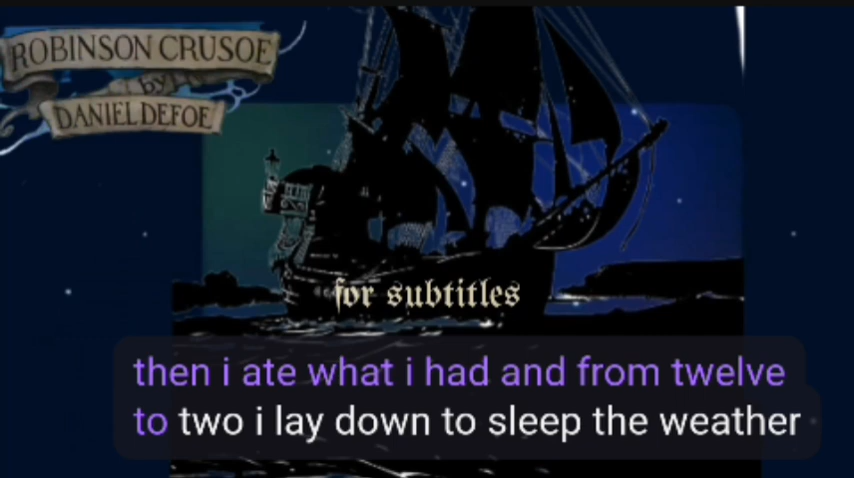 ROBINSON CRUSOE
by
DANIEL DEFOE
for subtitles
then i ate what i had and from twelve
to two i lay down to sleep the weather